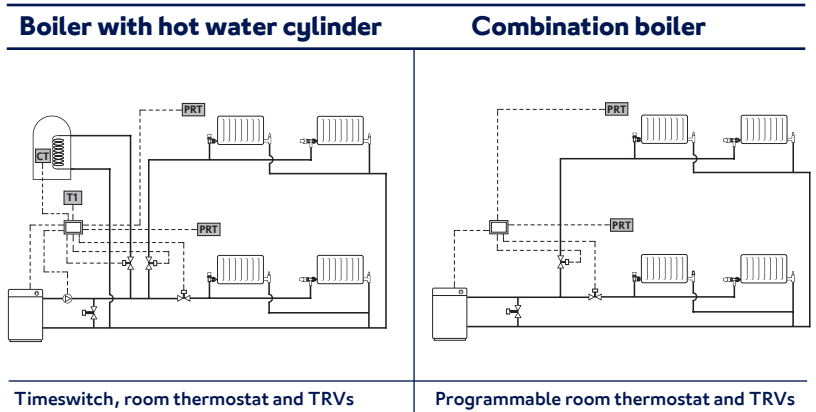 Boiler with hot water cylinder
Combination boiler
PRT
CT
T1
PRT
PRT
PRT
Timeswitch, room thermostat and TRVs
Programmable room thermostat and TRVs